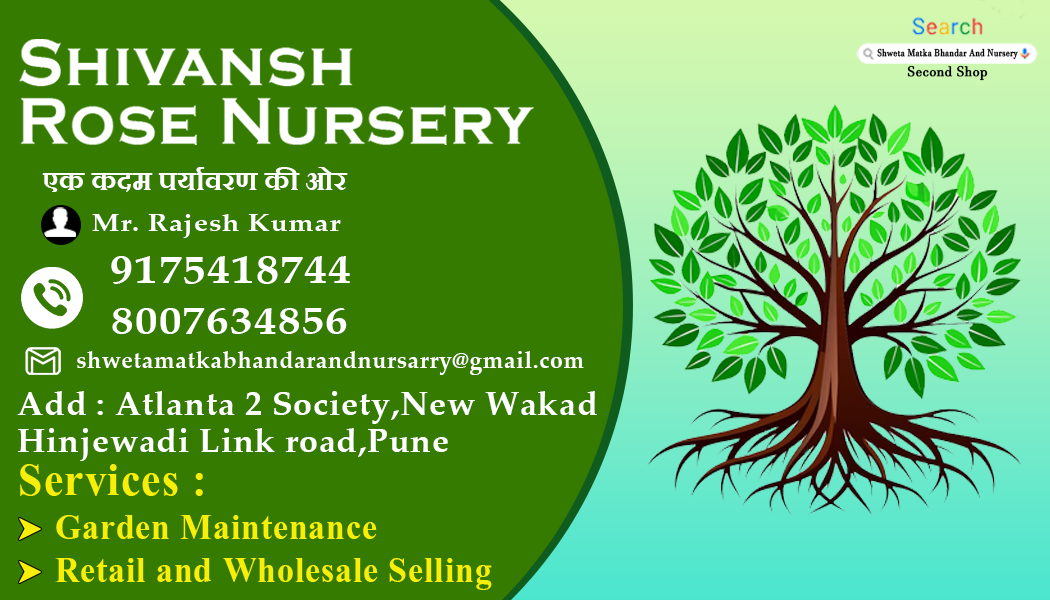 SHIVANSH
ROSE NURSERY
एक कदम पर्यावरण की ओर
Mr. Rajesh Kumar
9175418744
8007634856
shwetamatkabhandarandnursarry@gmail.com
Add : Atlanta 2 Society,New Wakad
Hinjewadi Link road,Pune
Services :
Garden Maintenance
Retail and Wholesale Selling
Search
Shweta Matka Bhandar And Nursery
Second Shop